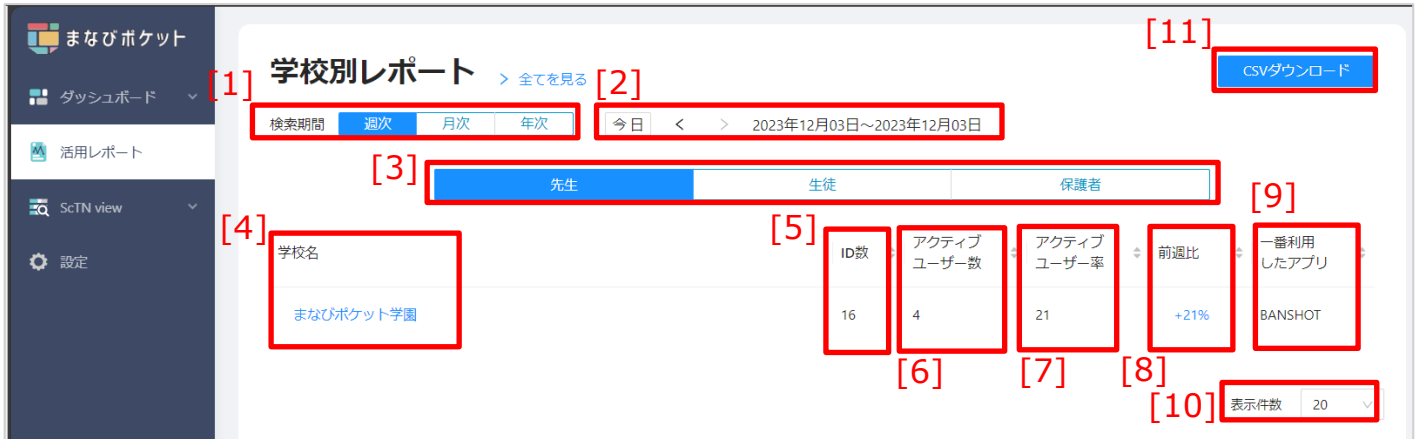 まなびポケット
ダッシュボード
活用レポート
ScTN view
設定
[11]
学校別レポート > 全てを見る
CSVダウンロード
[1]
[2]
検索期間 週次 月次 年次 今日 < > 2023年12月03日～2023年12月03日
[3]
先生 生徒 保護者
[4]
[5]
[9]
学校名 ID数 アクティブ
ユーザー数 アクティブ
ユーザー率 前週比 一番利用
したアプリ
まなびポケット学園 16 4 21 +21% BANSHOT
[6]
[7]
[8]
[10]
表示件数 20